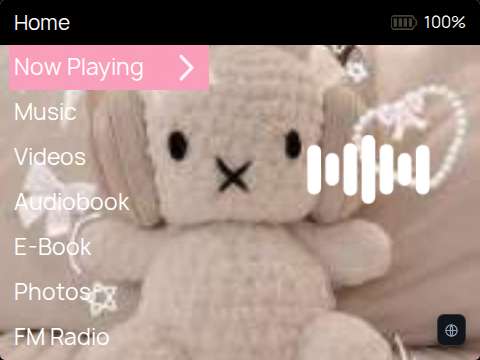 Home
100%
Now Playing
Music
Videos
Audiobook
E-Book
Photos
FM Radio